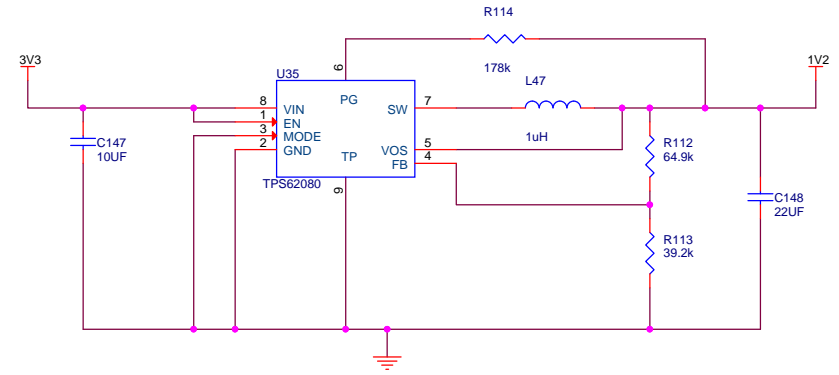 R114
3V3
1V2
6
178k
U35
L47
PG
8 VIN
SW 7
1 EN
3 MODE
2 GND
1uH
C147
10UF
TP
VOS 5
FB 4
R112
64.9k
TPS62080
9
C148
22UF
R113
39.2k